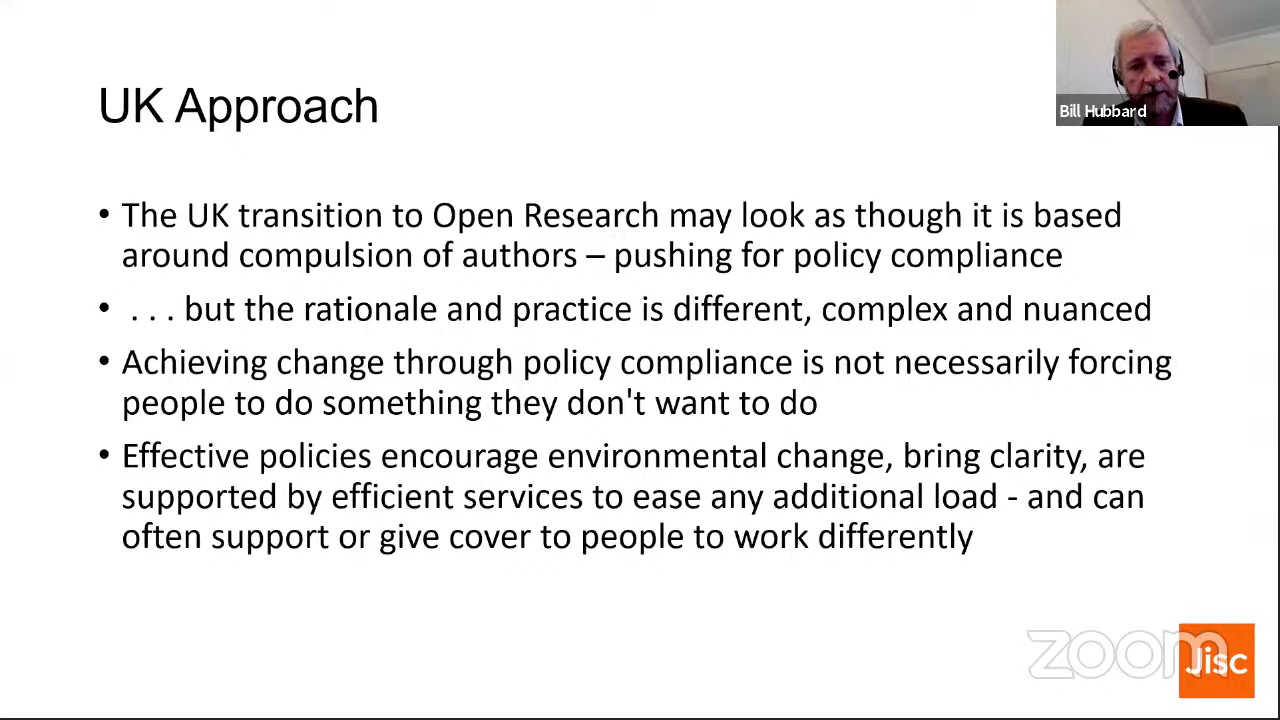 UK Approach
Bill Hubbard
• The UK transition to Open Research may look as though it is based
around compulsion of authors – pushing for policy compliance
• . . . but the rationale and practice is different, complex and nuanced
• Achieving change through policy compliance is not necessarily forcing
people to do something they don't want to do
• Effective policies encourage environmental change, bring clarity, are
supported by efficient services to ease any additional load - and can
often support or give cover to people to work differently
zoom
Jisc